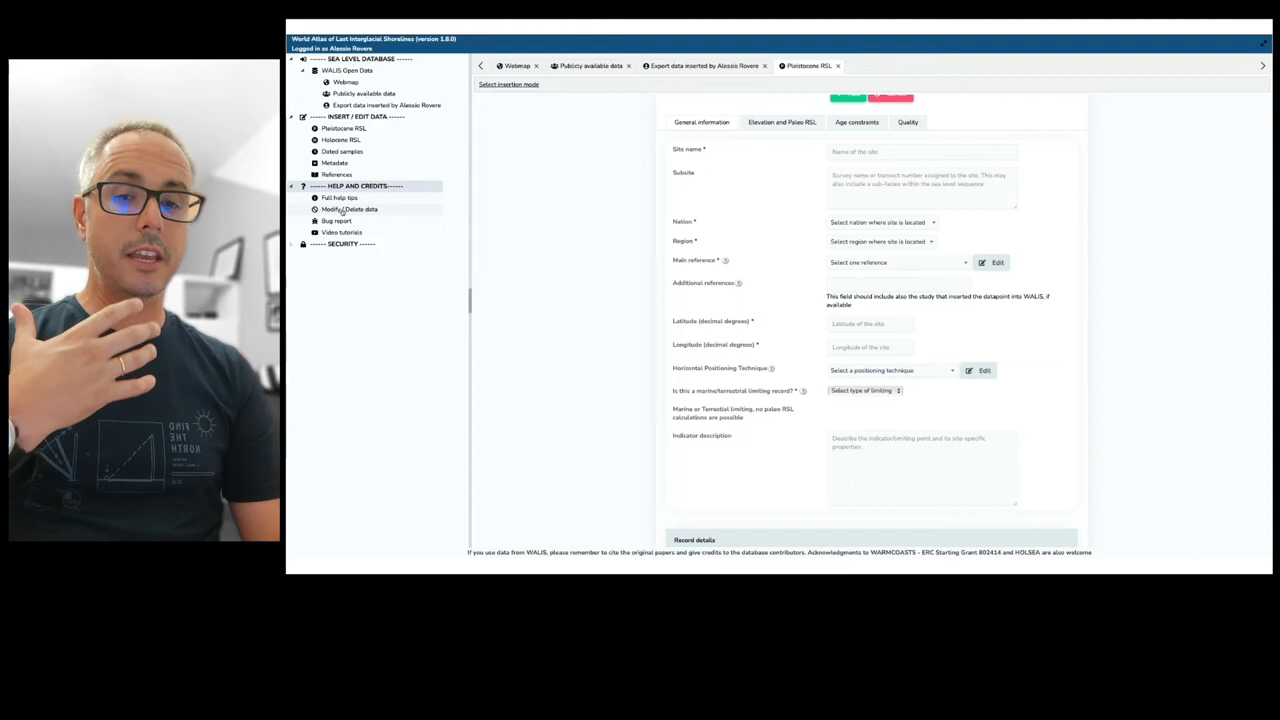 World Atlas of Last Interglacial Shorelines (version 1.8.0)
Logged in as Alessio Rovere
------ SEA LEVEL DATABASE ------
WALIS Open Data
Webmap
Publicly available data
Export data inserted by Alessio Rovere
------ INSERT / EDIT DATA ------
Pleistocene RSL
Holocene RSL
Dated samples
Metadata
References
------ HELP AND CREDITS------
Full help tips
Modify / Delete data
Bug report
Video tutorials
------ SECURITY ------
Webmap
Publicly available data
Export data inserted by Alessio Rovere
Pleistocene RSL
Select insertion mode
General information
Elevation and Paleo RSL
Age constraints
Quality
Site name *
Name of the site
Subsite
Survey name or transect number assigned to the site. This may
also include a sub-facies within the sea level sequence
Nation *
Select nation where site is located
Region *
Select region where site is located
Main reference *
Select one reference
Edit
Additional references
This field should include also the study that inserted the datapoint into WALIS, if
available
Latitude (decimal degrees) *
Latitude of the site
Longitude (decimal degrees) *
Longitude of the site
Horizontal Positioning Technique
Select a positioning technique
Edit
Is this a marine/terrestrial limiting record? *
Select type of limiting
Marine or Terrestial limiting, no paleo RSL
calculations are possible
Indicator description
Describe the indicator/limiting point and its site-specific
properties
Record details
If you use data from WALIS, please remember to cite the original papers and give credits to the database contributors. Acknowledgments to WARMCOASTS - ERC Starting Grant 802414 and HOLSEA are also welcome
FIND
THE
NORTH